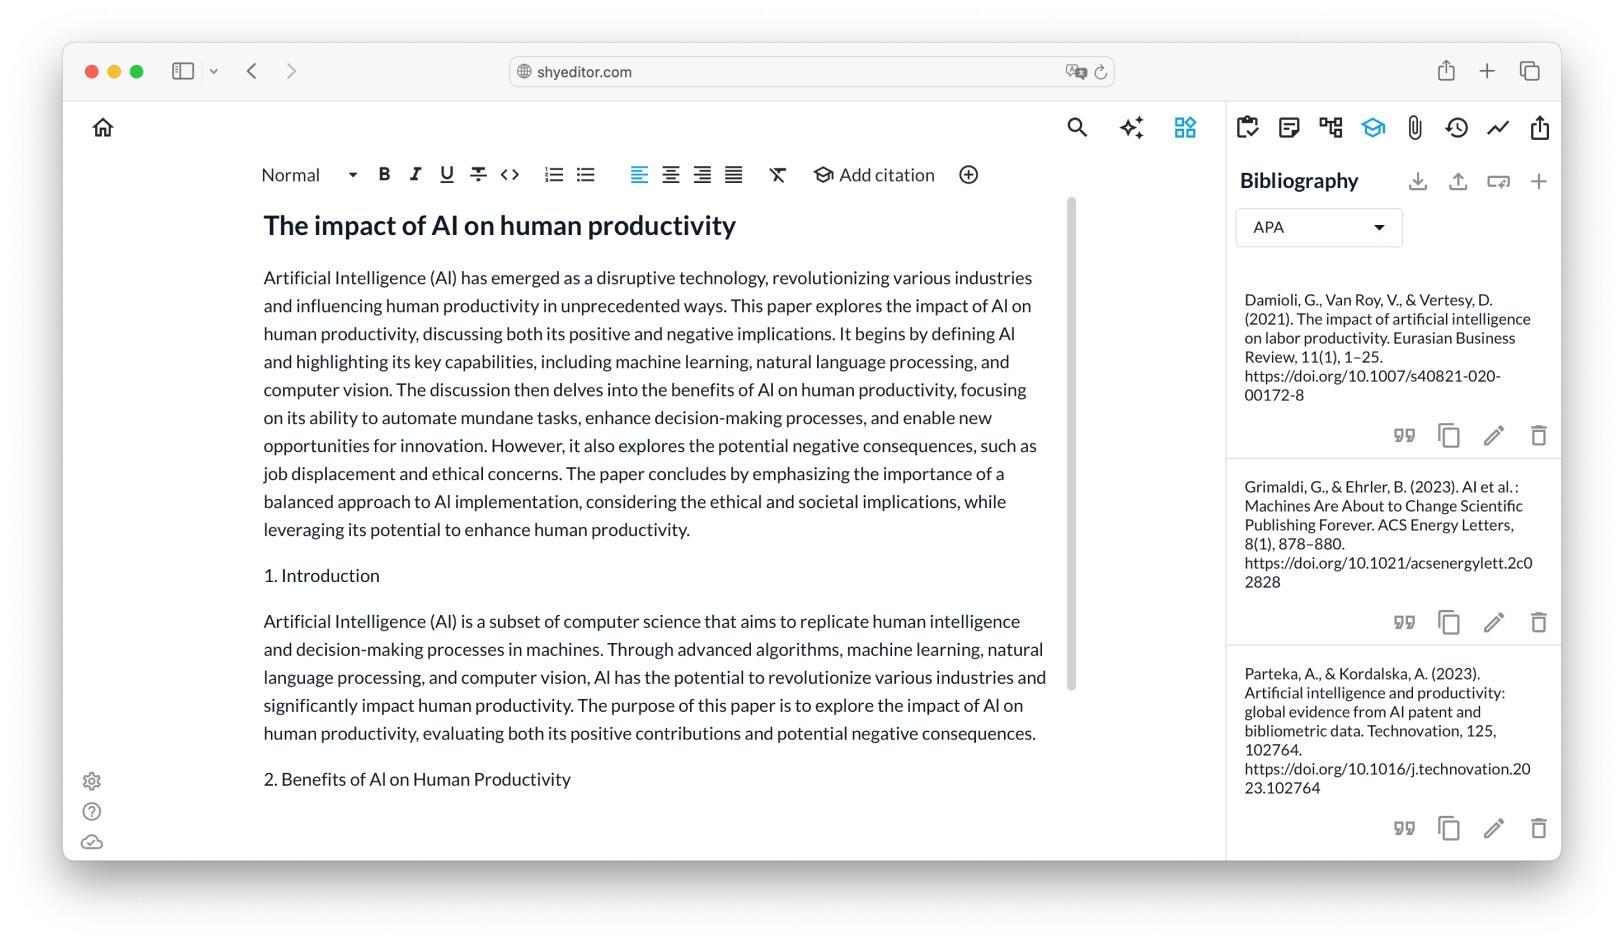 shyeditor.com
Normal
B I U
Add citation
The impact of AI on human productivity
Artificial Intelligence (AI) has emerged as a disruptive technology, revolutionizing various industries
and influencing human productivity in unprecedented ways. This paper explores the impact of AI on
human productivity, discussing both its positive and negative implications. It begins by defining AI
and highlighting its key capabilities, including machine learning, natural language processing, and
computer vision. The discussion then delves into the benefits of AI on human productivity, focusing
on its ability to automate mundane tasks, enhance decision-making processes, and enable new
opportunities for innovation. However, it also explores the potential negative consequences, such as
job displacement and ethical concerns. The paper concludes by emphasizing the importance of a
balanced approach to AI implementation, considering the ethical and societal implications, while
leveraging its potential to enhance human productivity.
1. Introduction
Artificial Intelligence (AI) is a subset of computer science that aims to replicate human intelligence
and decision-making processes in machines. Through advanced algorithms, machine learning, natural
language processing, and computer vision, AI has the potential to revolutionize various industries and
significantly impact human productivity. The purpose of this paper is to explore the impact of AI on
human productivity, evaluating both its positive contributions and potential negative consequences.
2. Benefits of AI on Human Productivity
Bibliography
APA
Damioli, G., Van Roy, V., & Vertesy, D.
(2021). The impact of artificial intelligence
on labor productivity. Eurasian Business
Review, 11(1), 1–25.
https://doi.org/10.1007/s40821-020-
00172-8
Grimaldi, G., & Ehrler, B. (2023). AI et al.:
Machines Are About to Change Scientific
Publishing Forever. ACS Energy Letters,
8(1), 878–880.
https://doi.org/10.1021/acsenergylett.2c0
2828
Parteka, A., & Kordalska, A. (2023).
Artificial intelligence and productivity:
global evidence from AI patent and
bibliometric data. Technovation, 125,
102764.
https://doi.org/10.1016/j.technovation.20
23.102764